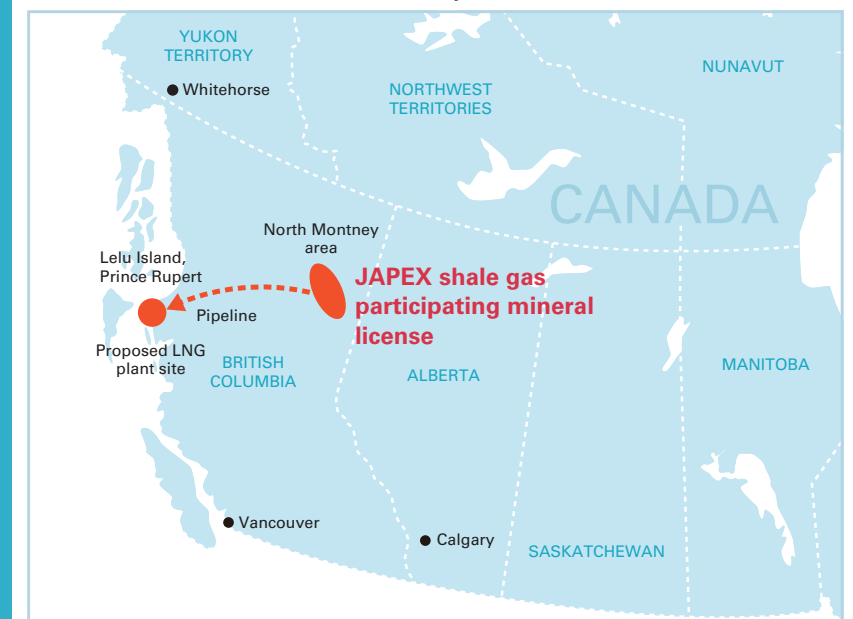 YUKON
TERRITORY
NUNAVUT
Whitehorse
NORTHWEST
TERRITORIES
CANADA
North Montney
area
Lelu Island,
Prince Rupert
JAPEX shale gas
participating mineral
license
Pipeline
Proposed LNG
plant site
BRITISH
COLUMBIA
ALBERTA
MANITOBA
Vancouver
Calgary
SASKATCHEWAN